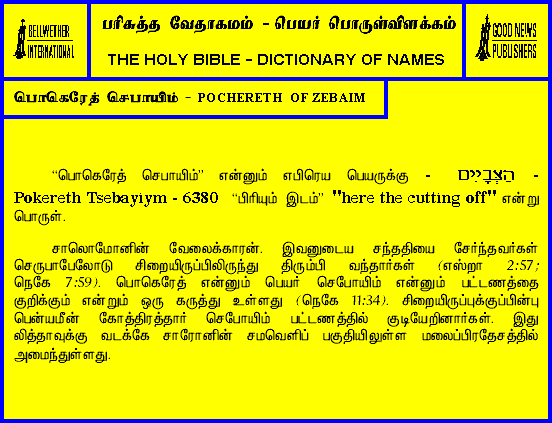 BELLWETHER
INTERNATIONAL
பரிசுத்த வேதாகமம் - பெயர் பொருள்விளக்கம்
THE HOLY BIBLE - DICTIONARY OF NAMES
GOOD NEWS
PUBLISHERS
பொகெரேத் செபாயிம் - POCHERETH OF ZEBAIM
“பொகெரேத் செபாயிம்” என்னும் எபிரெய பெயருக்கு - הַצְּבָיִים -
Pokereth Tsebayiym - 6380 “பிரியும் இடம்” "here the cutting off" என்று
பொருள்.
சாலொமோனின் வேலைக்காரன். இவனுடைய சந்ததியை சேர்ந்தவர்கள்
செருபாபேலோடு சிறையிருப்பிலிருந்து திரும்பி வந்தார்கள் (எஸ்றா 2:57;
நெகே 7:59). பொகெரேத் என்னும் பெயர் செபோயிம் என்னும் பட்டணத்தை
குறிக்கும் என்றும் ஒரு கருத்து உள்ளது (நெகே 11:34). சிறையிருப்புக்குப்பின்பு
பென்யமீன் கோத்திரத்தார் செபோயிம் பட்டணத்தில் குடியேறினார்கள். இது
லித்தாவுக்கு வடக்கே சாரோனின் சமவெளிப் பகுதியிலுள்ள மலைப்பிரதேசத்தில்
அமைந்துள்ளது.